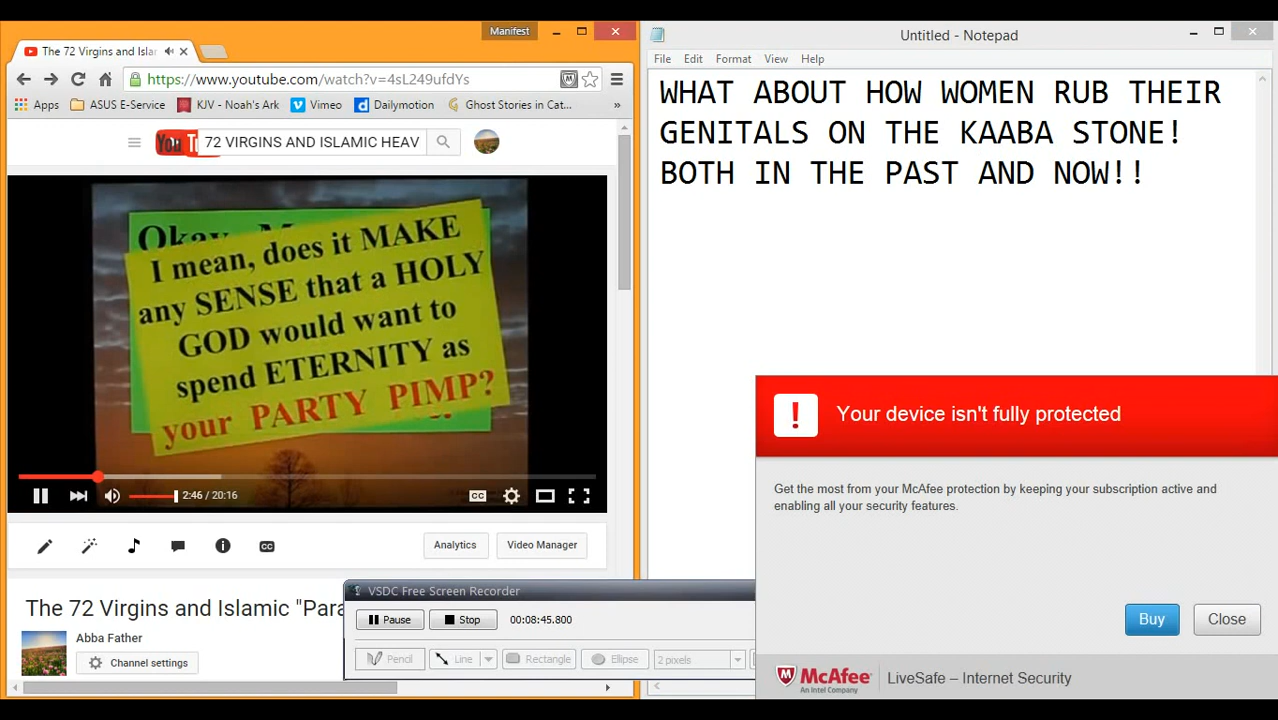 Manifest
The 72 Virgins and Islar
https://www.youtube.com/watch?v=4sL249ufdYs
Apps ASUS E-Service KJV - Noah's Ark Vimeo Dailymotion Ghost Stories in Cat... »
You T 72 VIRGINS AND ISLAMIC HEAV
Okay
I mean, does it MAKE
any SENSE that a HOLY
GOD would want to
spend ETERNITY as
your PARTY PIMP?
2:46 / 20:16
CC
CC
Analytics Video Manager
The 72 Virgins and Islamic "Para
Abba Father
Channel settings
VSDC Free Screen Recorder
Pause Stop 00:08:45.800
Pencil Line Rectangle Ellipse 2 pixels
Untitled - Notepad
File Edit Format View Help
WHAT ABOUT HOW WOMEN RUB THEIR
GENITALS ON THE KAABA STONE!
BOTH IN THE PAST AND NOW!!
! Your device isn't fully protected
Get the most from your McAfee protection by keeping your subscription active and
enabling all your security features.
Buy Close
McAfee LiveSafe – Internet Security
An Intel Company